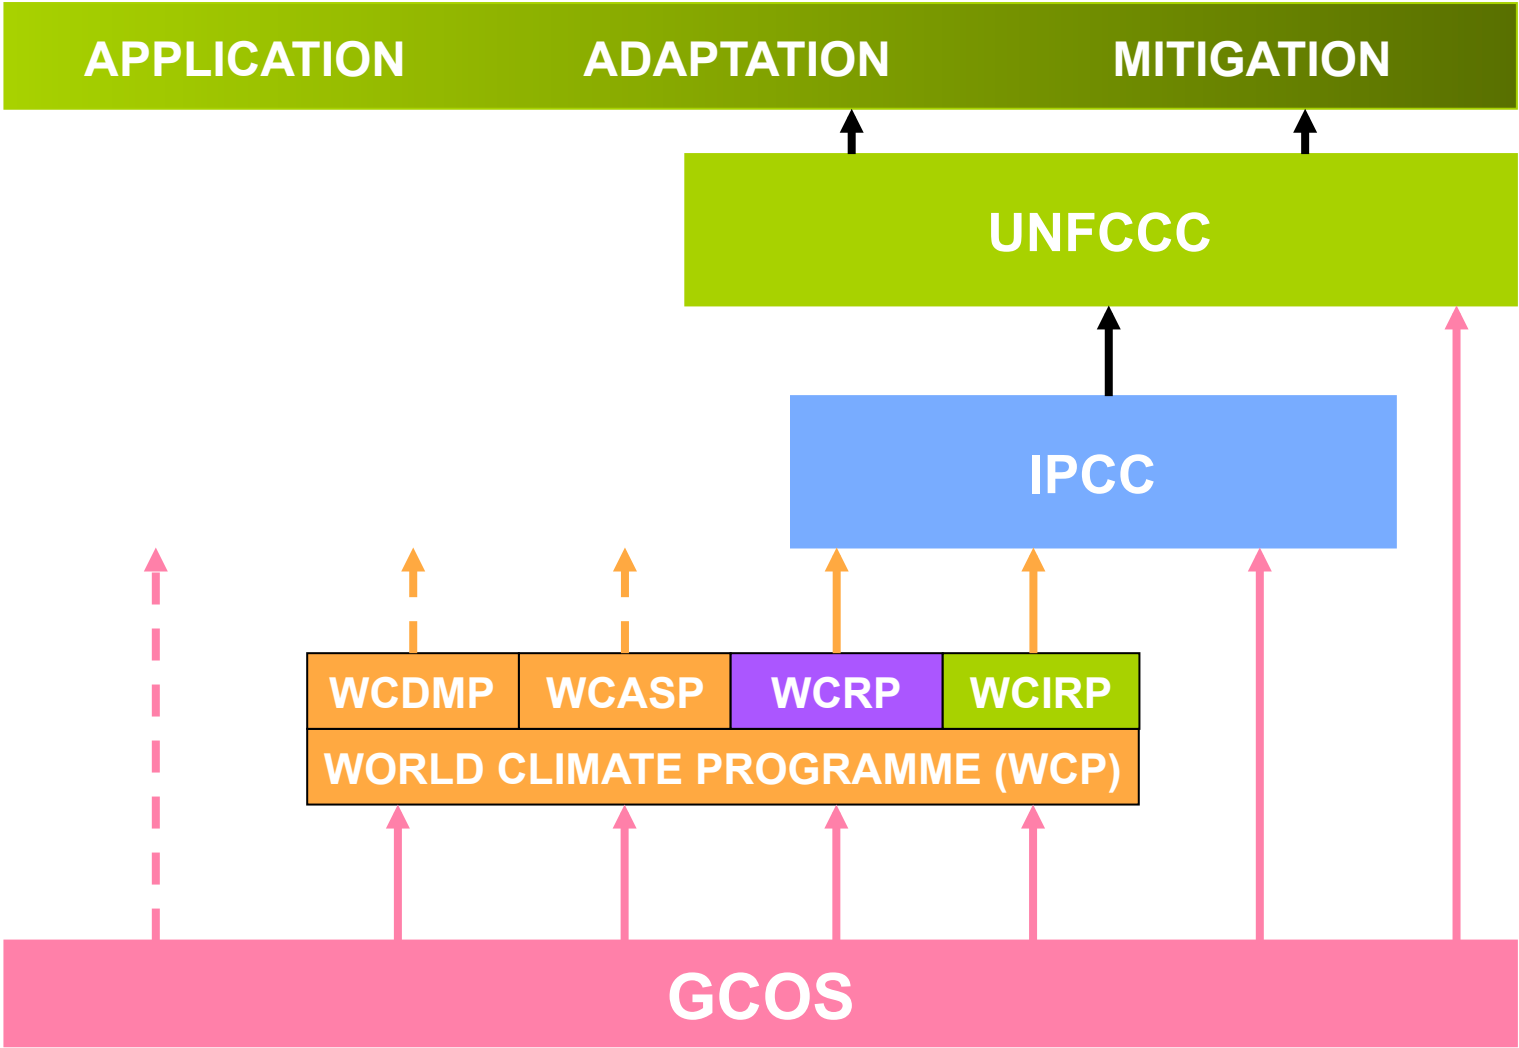 APPLICATION ADAPTATION MITIGATION
UNFCCC
IPCC
WCDMP WCASP WCRP WCIRP
WORLD CLIMATE PROGRAMME (WCP)
GCOS